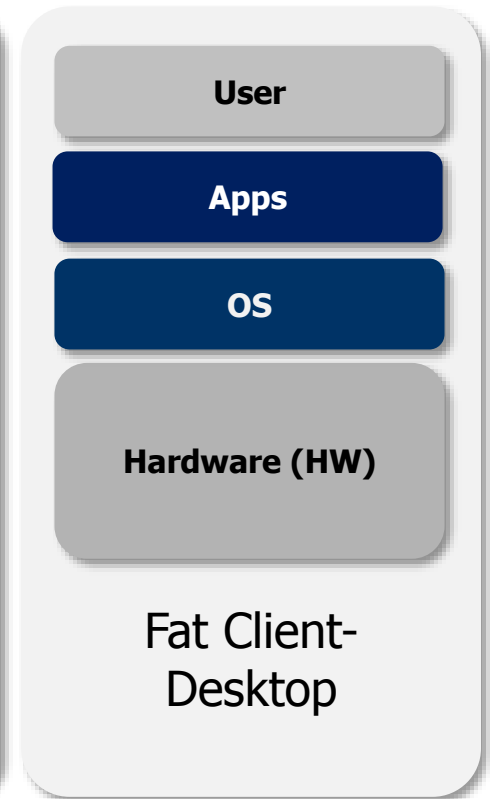 User
Apps
OS
Hardware (HW)
Fat Client-
Desktop